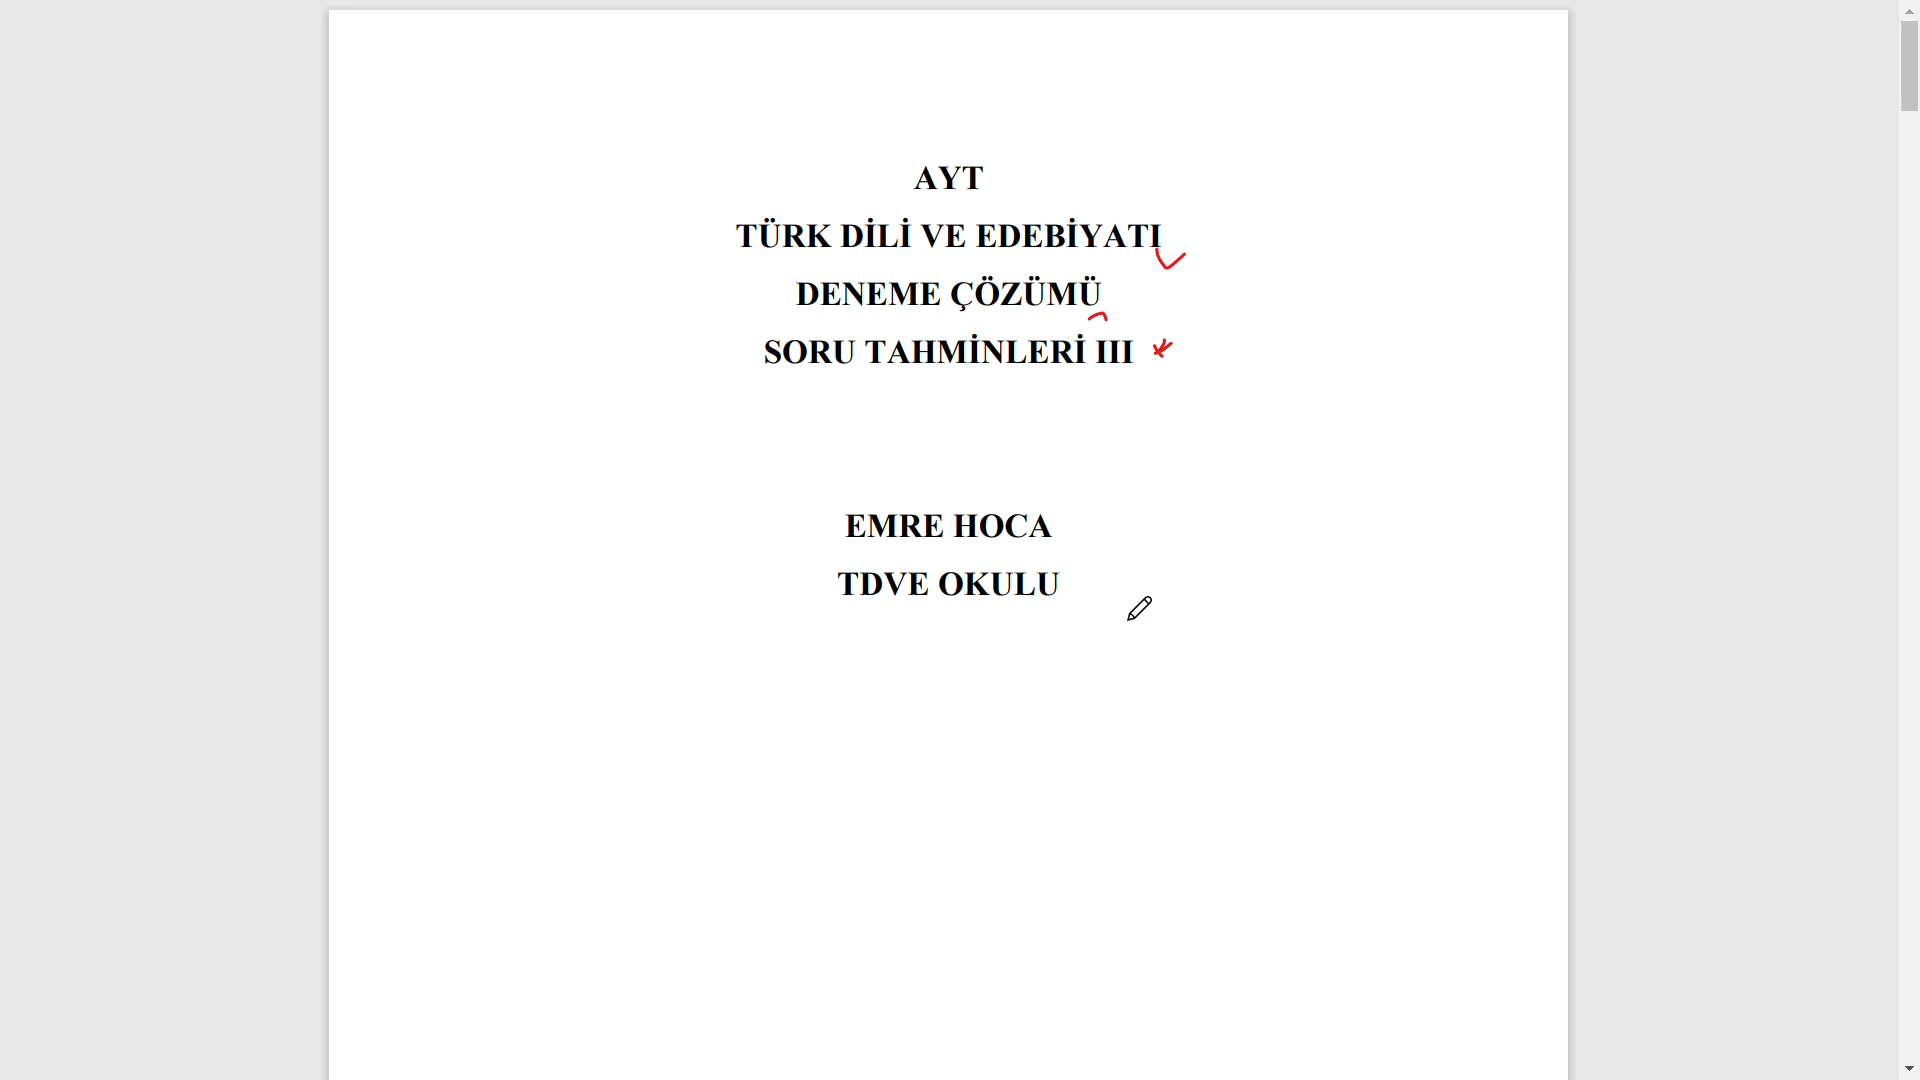 AYT
TÜRK DİLİ VE EDEBİYATI
DENEME ÇÖZÜMÜ
SORU TAHMİNLERİ III
EMRE HOCA
TDVE OKULU